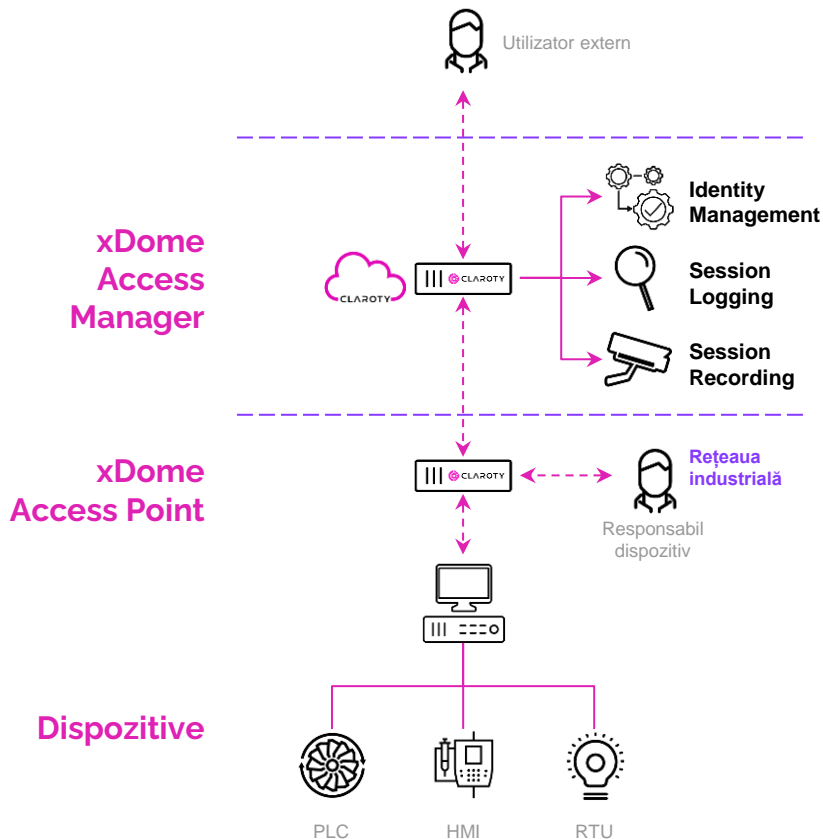 Utilizator extern
xDome
Access
Manager
CLAROTY
CLAROTY
Identity
Management
Session
Logging
Session
Recording
xDome
Access Point
CLAROTY
Rețeaua
industrială
Responsabil
dispozitiv
Dispozitive
PLC
HMI
RTU